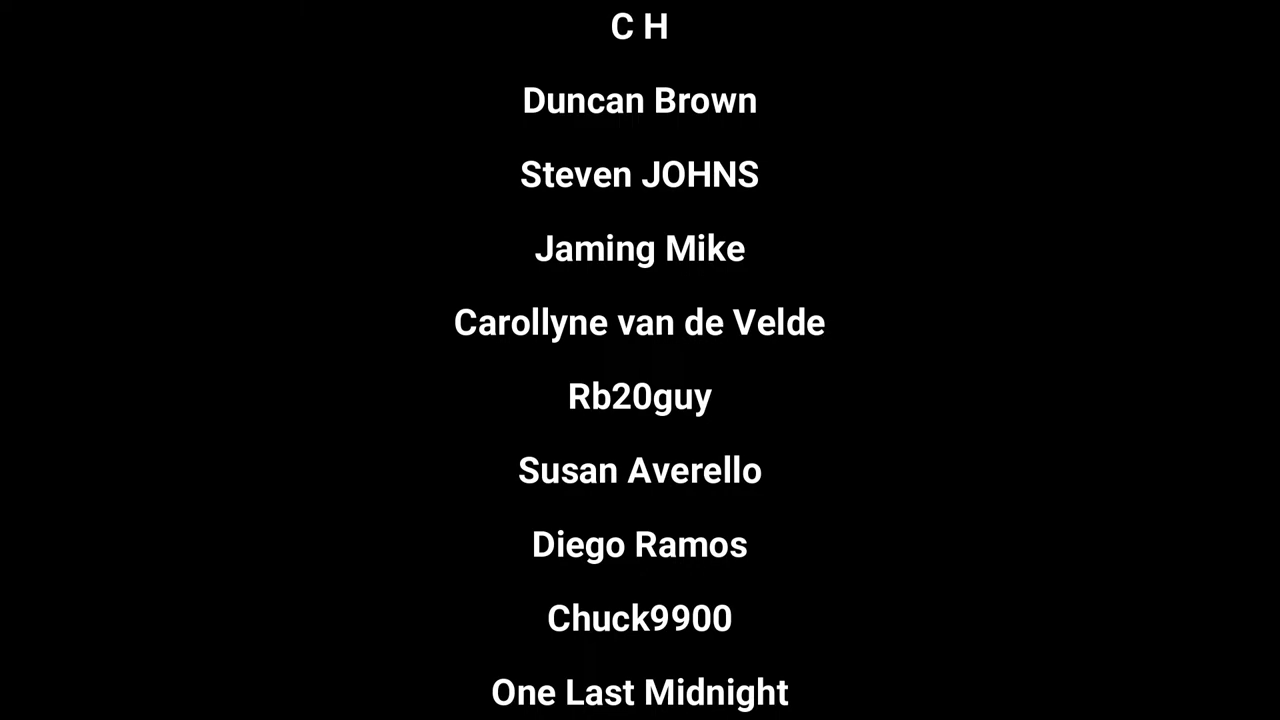 C H
Duncan Brown
Steven JOHNS
Jaming Mike
Carollyne van de Velde
Rb20guy
Susan Averello
Diego Ramos
Chuck9900
One Last Midnight